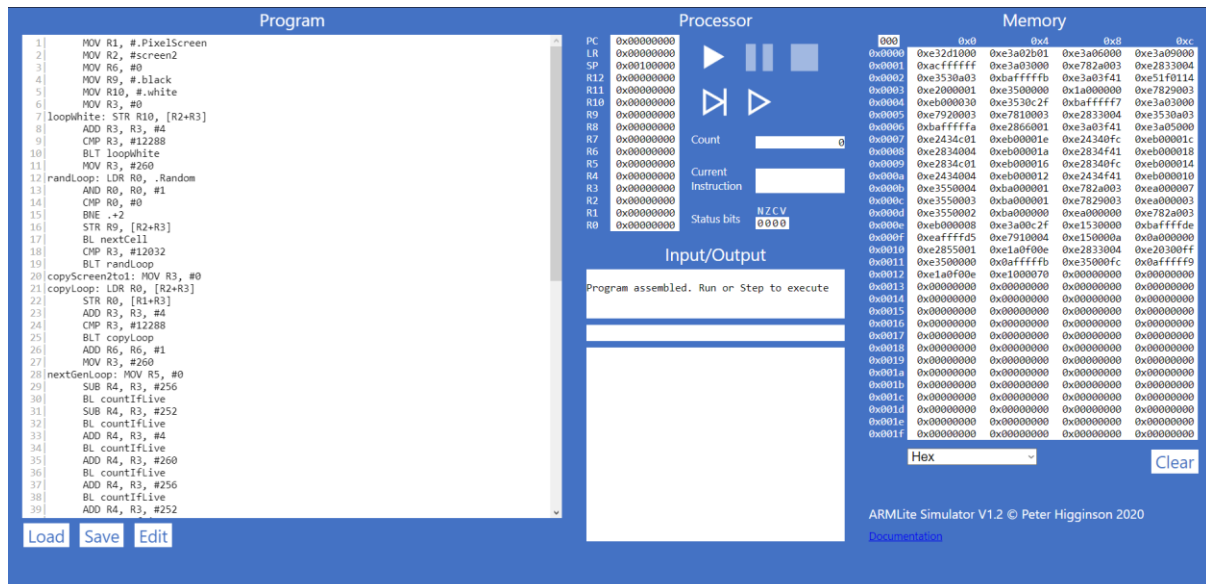 Program
1| MOV R1, #.PixelScreen
2| MOV R2, #screen2
3| MOV R6, #0
4| MOV R9, #.black
5| MOV R10, #.white
6| MOV R3, #0
7|loopWhite: STR R10, [R2+R3]
8| ADD R3, R3, #4
9| CMP R3, #12288
10| BLT loopWhite
11| MOV R3, #260
12|randLoop: LDR R0, .Random
13| AND R0, R0, #1
14| CMP R0, #0
15| BNE .+2
16| STR R9, [R2+R3]
17| BL nextCell
18| CMP R3, #12032
19| BLT randLoop
20|copyScreen2to1: MOV R3, #0
21|copyLoop: LDR R0, [R2+R3]
22| STR R0, [R1+R3]
23| ADD R3, R3, #4
24| CMP R3, #12288
25| BLT copyLoop
26| ADD R6, R6, #1
27| MOV R3, #260
28|nextGenLoop: MOV R5, #0
29| SUB R4, R3, #256
30| BL countIfLive
31| SUB R4, R3, #252
32| BL countIfLive
33| ADD R4, R3, #4
34| BL countIfLive
35| ADD R4, R3, #260
36| BL countIfLive
37| ADD R4, R3, #256
38| BL countIfLive
39| ADD R4, R3, #252
Load Save Edit
Processor
PC 0x00000000
LR 0x00000000
SP 0x00100000
R12 0x00000000
R11 0x00000000
R10 0x00000000
R9 0x00000000
R8 0x00000000
R7 0x00000000
R6 0x00000000
R5 0x00000000
R4 0x00000000
R3 0x00000000
R2 0x00000000
R1 0x00000000
R0 0x00000000
Count 0
Current
Instruction
NZCV
Status bits 0000
Input/Output
Program assembled. Run or Step to execute
Memory
000 0x0 0x4 0x8 0xc
0x0000 0xe32d1000 0xe3a02b01 0xe3a06000 0xe3a09000
0x0001 0xacffffff 0xe3a03000 0xe782a003 0xe2833004
0x0002 0xe3530a03 0xbafffffb 0xe3a03f41 0xe51f0114
0x0003 0xe2000001 0xe3500000 0x1a000000 0xe7829003
0x0004 0xeb000030 0xe3530c2f 0xbafffff7 0xe3a03000
0x0005 0xe7920003 0xe7810003 0xe2833004 0xe3530a03
0x0006 0xbafffffa 0xe2866001 0xe3a03f41 0xe3a05000
0x0007 0xe2434c01 0xeb00001e 0xe24340fc 0xeb00001c
0x0008 0xe2834004 0xeb00001a 0xe2834f41 0xeb000018
0x0009 0xe2834c01 0xeb000016 0xe28340fc 0xeb000014
0x000a 0xe2434004 0xeb000012 0xe2434f41 0xeb000010
0x000b 0xe3550004 0xba000001 0xe782a003 0xea000007
0x000c 0xe3550003 0xba000001 0xe7829003 0xea000003
0x000d 0xe3550002 0xba000000 0xea000000 0xe782a003
0x000e 0xeb000008 0xe3a00c2f 0xe1530000 0xbaffffde
0x000f 0xeaffffd5 0xe7910004 0xe150000a 0x0a000000
0x0010 0xe2855001 0xe1a0f00e 0xe2833004 0xe20300ff
0x0011 0xe3500000 0x0afffffb 0xe35000fc 0x0afffff9
0x0012 0xe1a0f00e 0xe1000070 0x00000000 0x00000000
0x0013 0x00000000 0x00000000 0x00000000 0x00000000
0x0014 0x00000000 0x00000000 0x00000000 0x00000000
0x0015 0x00000000 0x00000000 0x00000000 0x00000000
0x0016 0x00000000 0x00000000 0x00000000 0x00000000
0x0017 0x00000000 0x00000000 0x00000000 0x00000000
0x0018 0x00000000 0x00000000 0x00000000 0x00000000
0x0019 0x00000000 0x00000000 0x00000000 0x00000000
0x001a 0x00000000 0x00000000 0x00000000 0x00000000
0x001b 0x00000000 0x00000000 0x00000000 0x00000000
0x001c 0x00000000 0x00000000 0x00000000 0x00000000
0x001d 0x00000000 0x00000000 0x00000000 0x00000000
0x001e 0x00000000 0x00000000 0x00000000 0x00000000
0x001f 0x00000000 0x00000000 0x00000000 0x00000000
Hex
Clear
ARMLite Simulator V1.2 © Peter Higginson 2020
Documentation